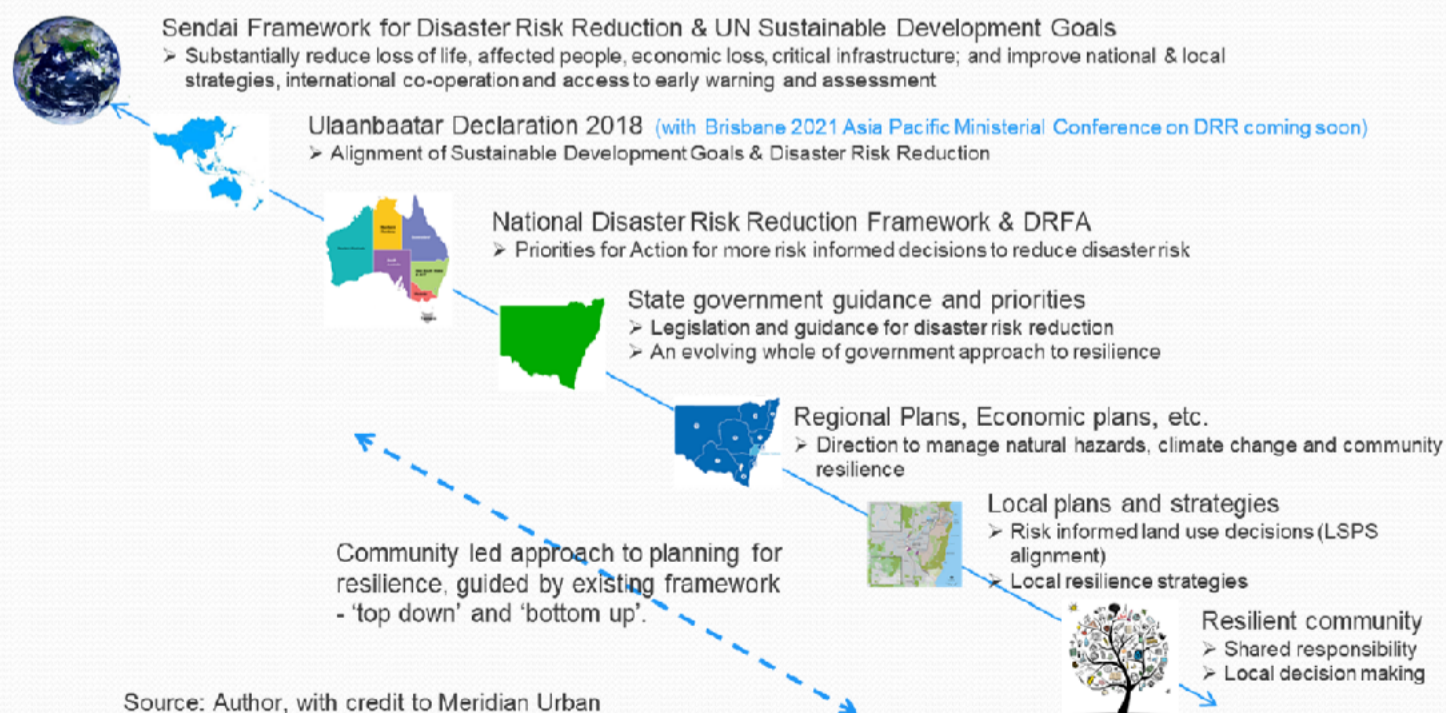 Sendai Framework for Disaster Risk Reduction & UN Sustainable Development Goals
➢ Substantially reduce loss of life, affected people, economic loss, critical infrastructure; and improve national & local
strategies, international co-operation and access to early warning and assessment
Ulaanbaatar Declaration 2018 (with Brisbane 2021 Asia Pacific Ministerial Conference on DRR coming soon)
➢ Alignment of Sustainable Development Goals & Disaster Risk Reduction
National Disaster Risk Reduction Framework & DRFA
➢ Priorities for Action for more risk informed decisions to reduce disaster risk
State government guidance and priorities
➢ Legislation and guidance for disaster risk reduction
➢ An evolving whole of government approach to resilience
Regional Plans, Economic plans, etc.
➢ Direction to manage natural hazards, climate change and community
resilience
Local plans and strategies
➢ Risk informed land use decisions (LSPS
alignment)
➢ Local resilience strategies
Community led approach to planning for
resilience, guided by existing framework
- ‘top down’ and ‘bottom up’.
Resilient community
➢ Shared responsibility
➢ Local decision making
Source: Author, with credit to Meridian Urban